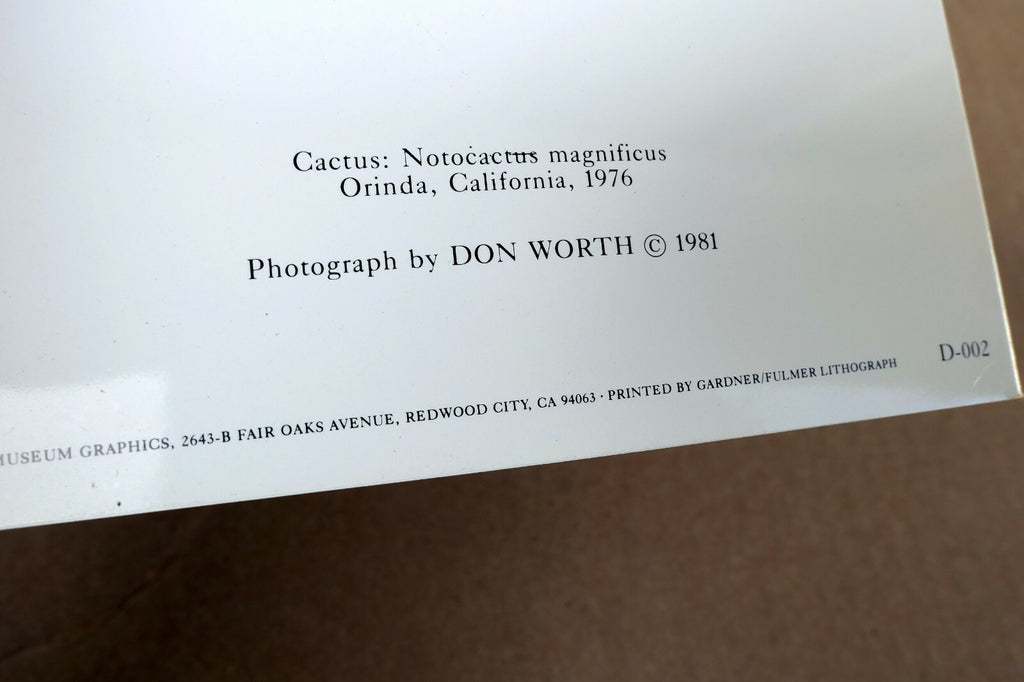 Cactus: Notocactus magnificus
Orinda, California, 1976
Photograph by DON WORTH © 1981
D-002
MUSEUM GRAPHICS, 2643-B FAIR OAKS AVENUE, REDWOOD CITY, CA 94063 · PRINTED BY GARDNER/FULMER LITHOGRAPH